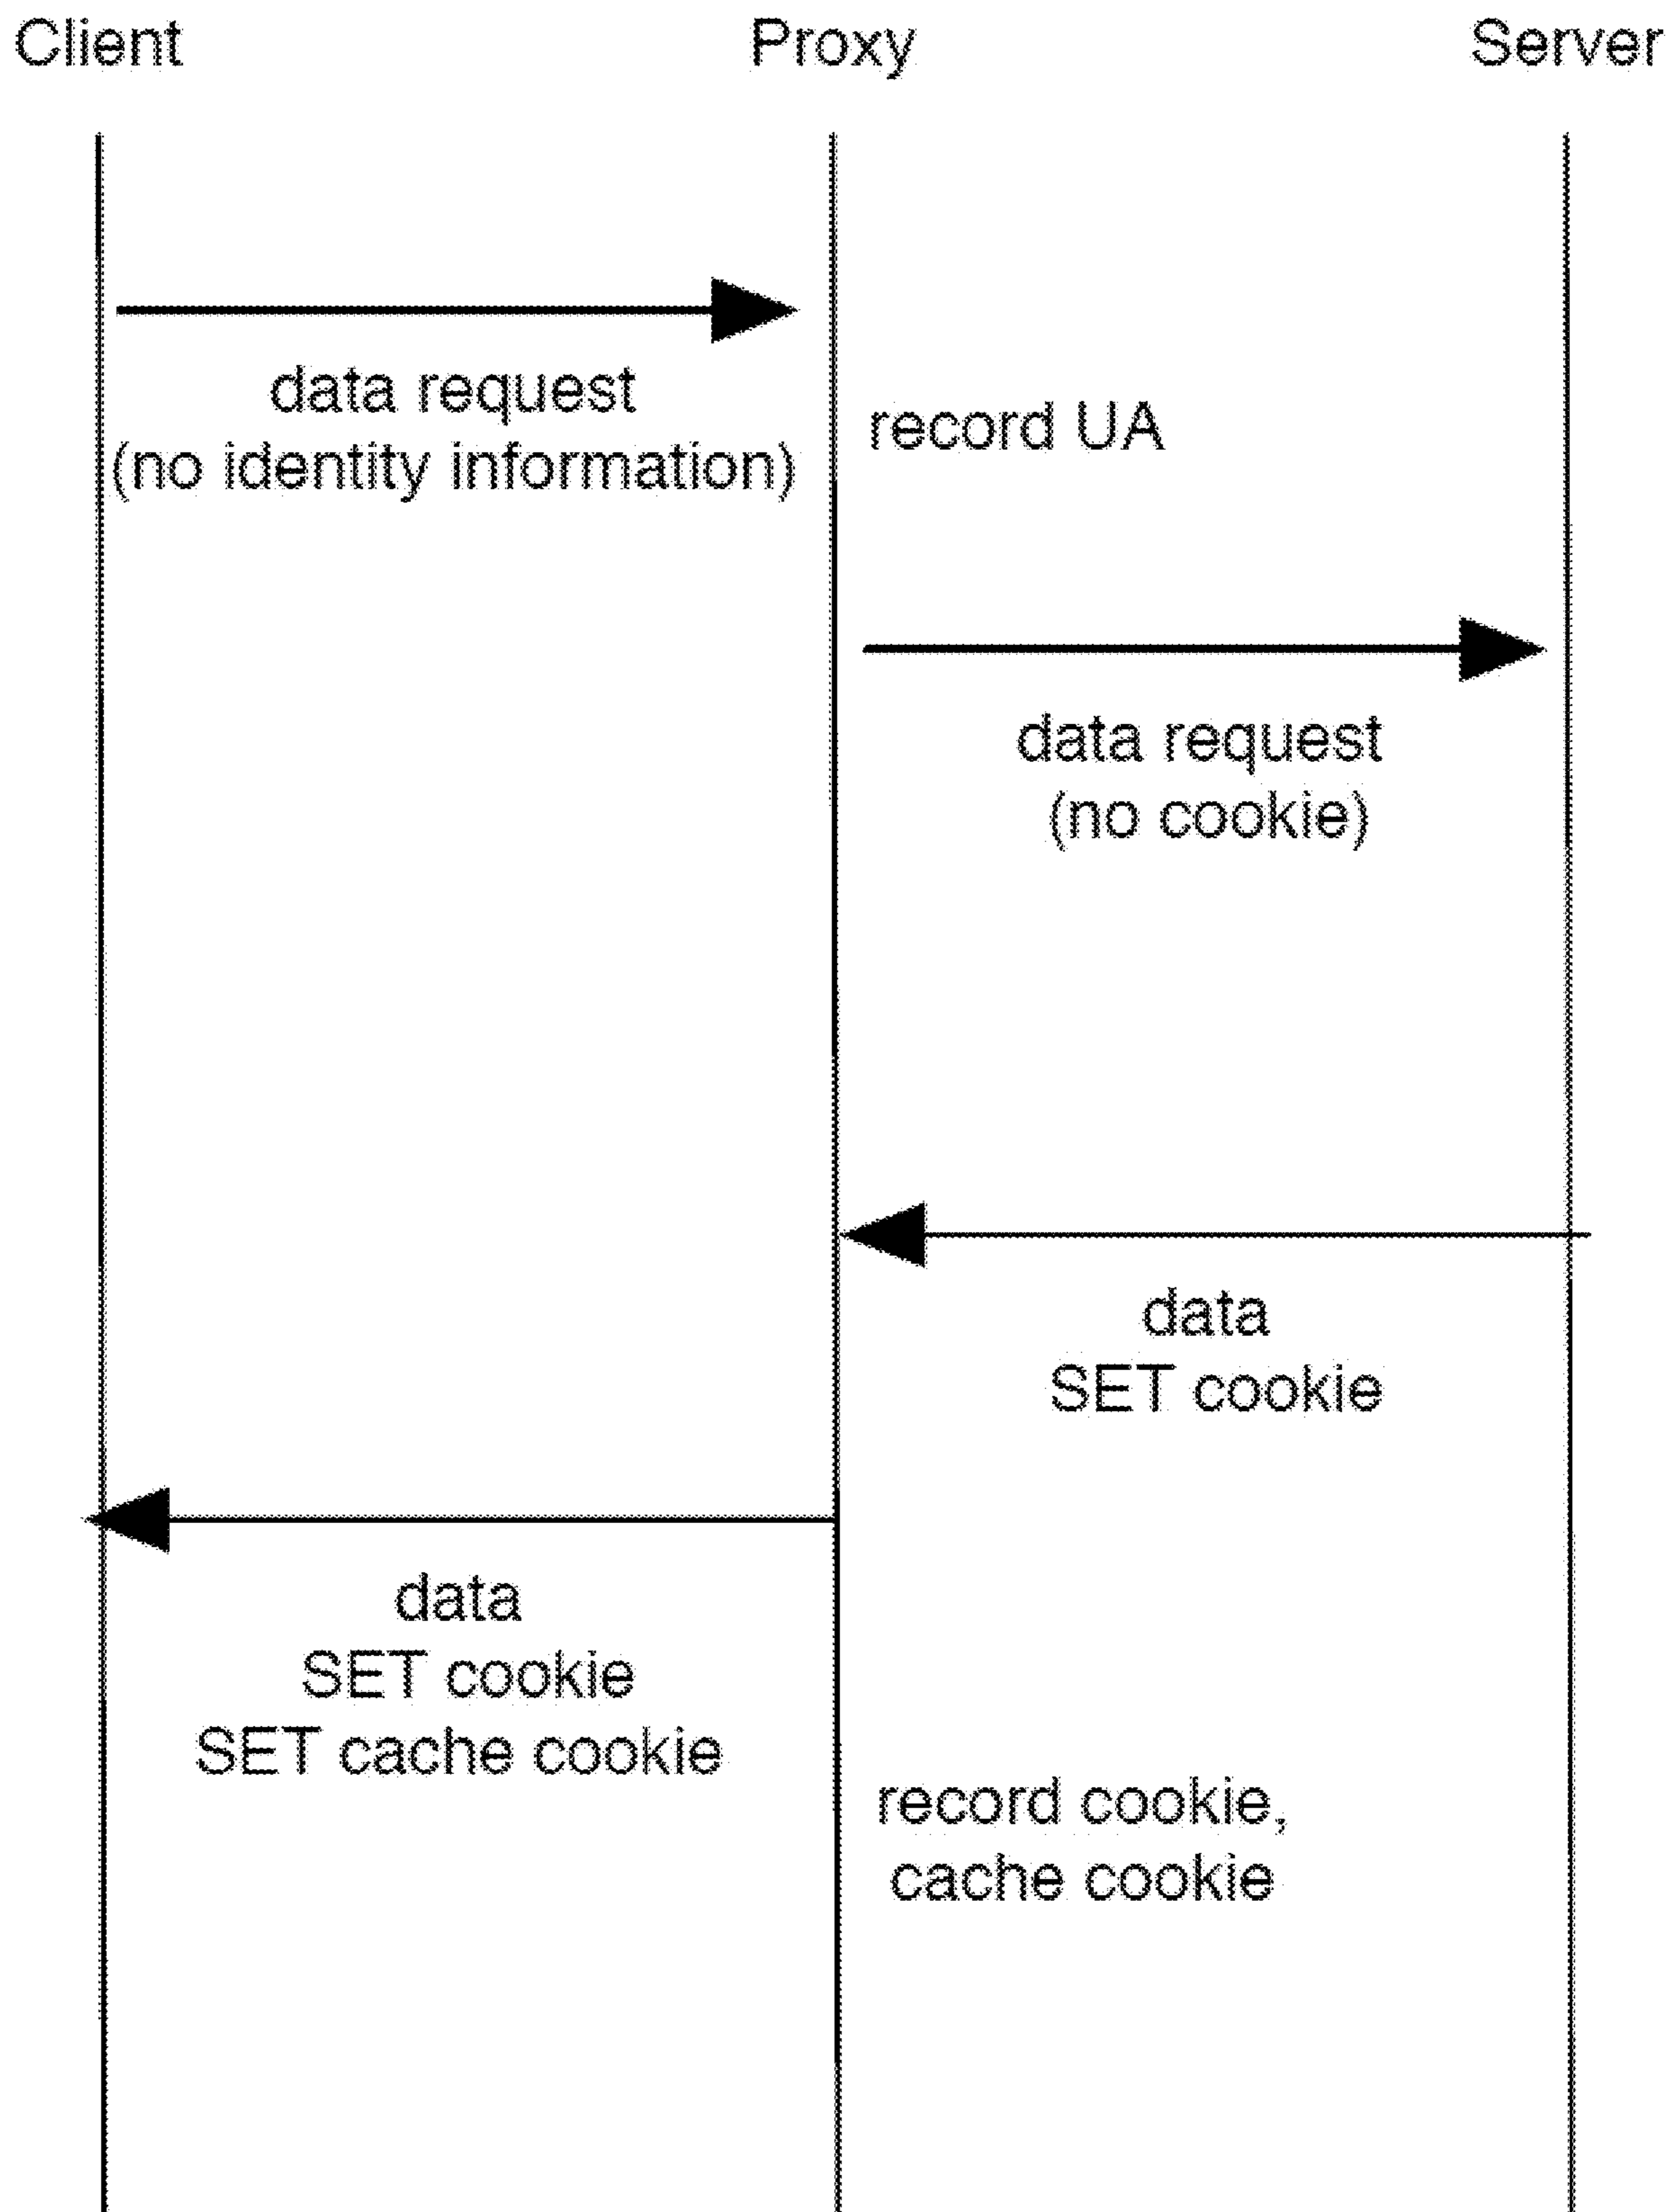 Client Proxy Server
data request
(no identity information)
record UA
data request
(no cookie)
data
SET cookie
data
SET cookie
SET cache cookie
record cookie,
cache cookie